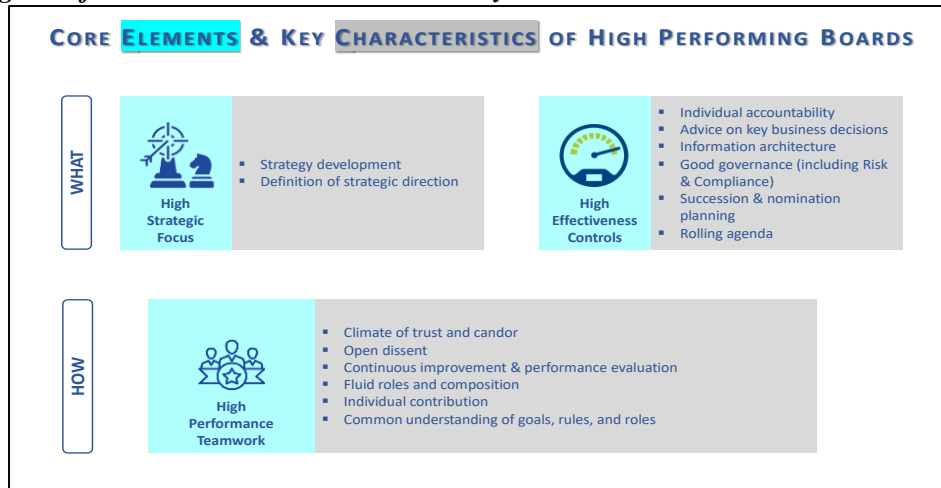 CORE ELEMENTS & KEY CHARACTERISTICS OF HIGH PERFORMING BOARDS
WHAT
High
Strategic
Focus
▪ Strategy development
▪ Definition of strategic direction
High
Effectiveness
Controls
▪ Individual accountability
▪ Advice on key business decisions
▪ Information architecture
▪ Good governance (including Risk
& Compliance)
▪ Succession & nomination
planning
▪ Rolling agenda
HOW
High
Performance
Teamwork
▪ Climate of trust and candor
▪ Open dissent
▪ Continuous improvement & performance evaluation
▪ Fluid roles and composition
▪ Individual contribution
▪ Common understanding of goals, rules, and roles